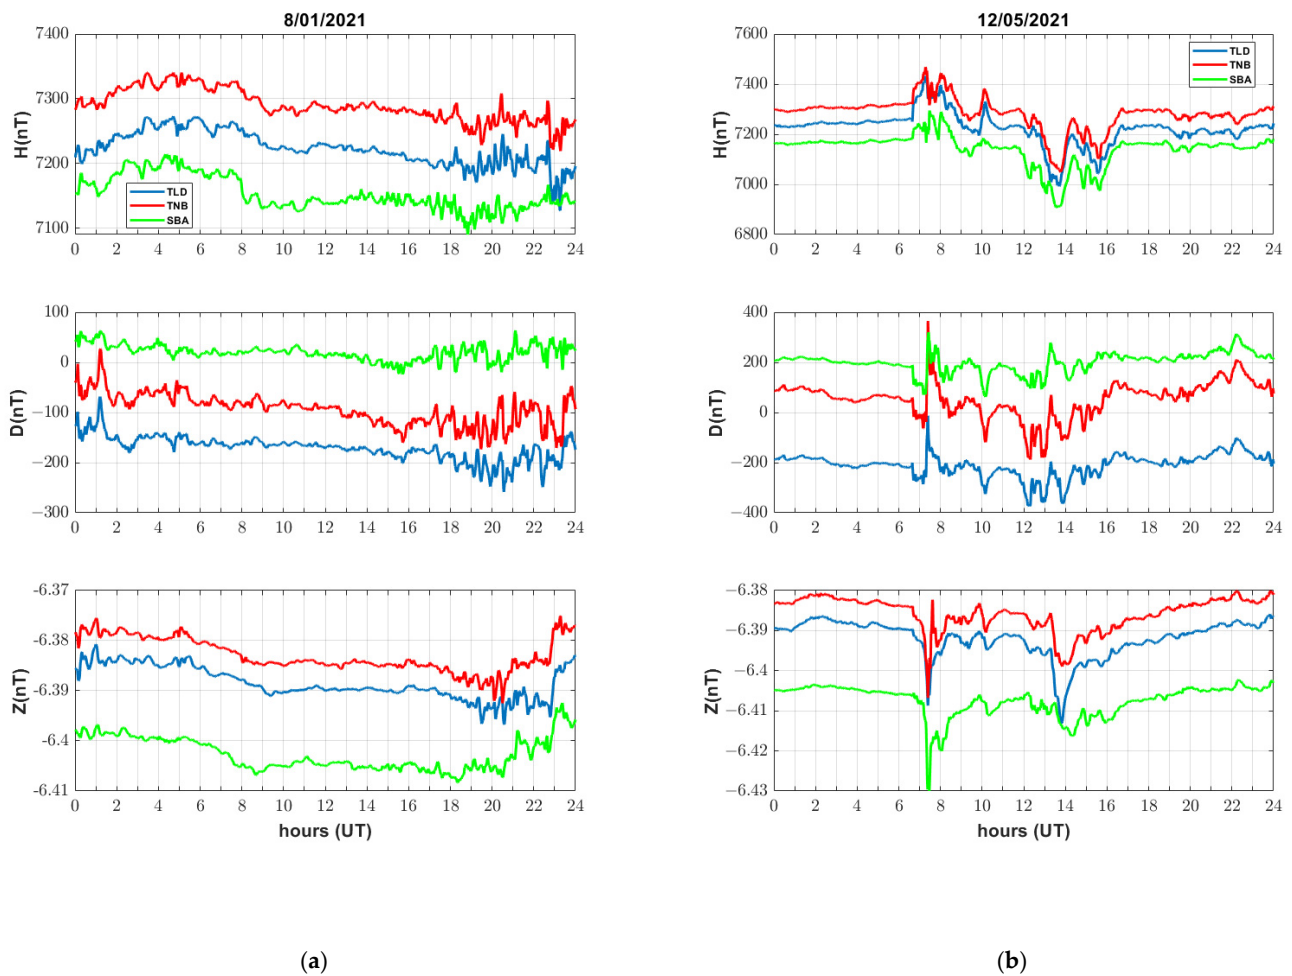 8/01/2021
7400
7300
7200
7100
H(nT)
TLD
TNB
SBA
0 2 4 6 8 10 12 14 16 18 20 22 24
100
0
−100
−200
−300
D(nT)
0 2 4 6 8 10 12 14 16 18 20 22 24
-6.37
-6.38
-6.39
-6.4
-6.41
Z(nT)
0 2 4 6 8 10 12 14 16 18 20 22 24
hours (UT)
(a)
12/05/2021
7600
7400
7200
7000
6800
H(nT)
TLD
TNB
SBA
0 2 4 6 8 10 12 14 16 18 20 22 24
400
200
0
−200
−400
D(nT)
0 2 4 6 8 10 12 14 16 18 20 22 24
−6.38
−6.39
−6.4
−6.41
−6.42
−6.43
Z(nT)
0 2 4 6 8 10 12 14 16 18 20 22 24
hours (UT)
(b)